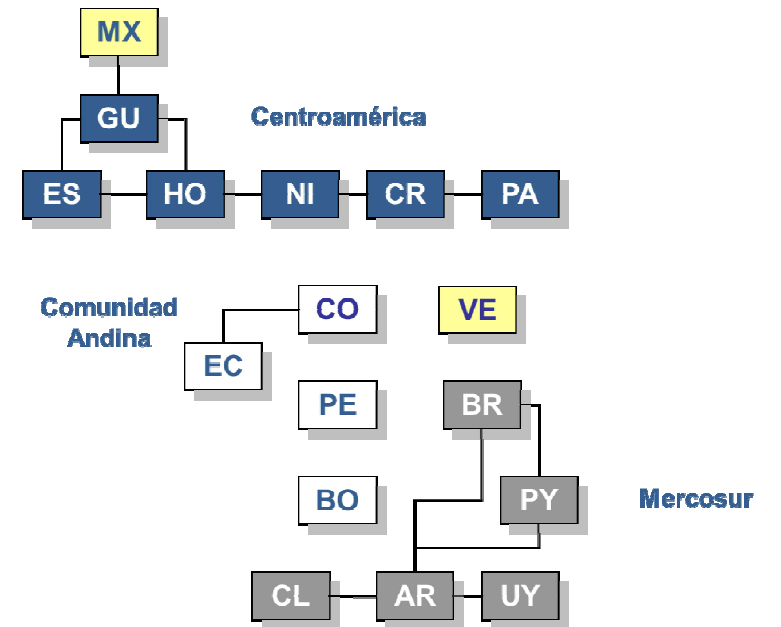 MX
GU
Centroamérica
ES HO NI CR PA
Comunidad
Andina
CO VE
EC
PE BR
BO PY Mercosur
CL AR UY